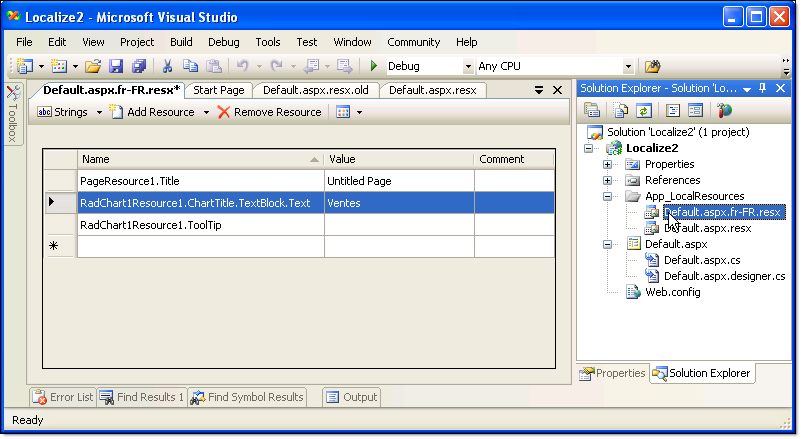 Localize2 - Microsoft Visual Studio
File Edit View Project Build Debug Tools Test Window Community Help
Debug Any CPU
Toolbox
Default.aspx.fr-FR.resx* Start Page Default.aspx.resx.old Default.aspx.resx
abc Strings Add Resource Remove Resource
Name Value Comment
PageResource1.Title Untitled Page
RadChart1Resource1.ChartTitle.TextBlock.Text Ventes
RadChart1Resource1.ToolTip
Solution Explorer - Solution 'Lo...
Solution 'Localize2' (1 project)
Localize2
Properties
References
App_LocalResources
Default.aspx.fr-FR.resx
Default.aspx.resx
Default.aspx
Default.aspx.cs
Default.aspx.designer.cs
Web.config
Properties Solution Explorer
Error List Find Results 1 Find Symbol Results Output
Ready